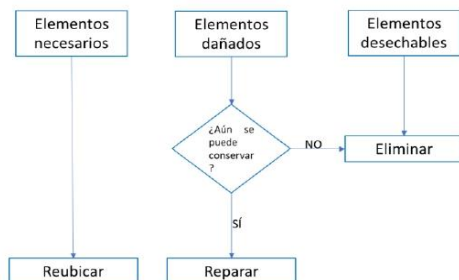 Elementos
necesarios
Elementos
dañados
Elementos
desechables
¿Aún se
puede
conservar
?
NO
Eliminar
SÍ
Reubicar
Reparar